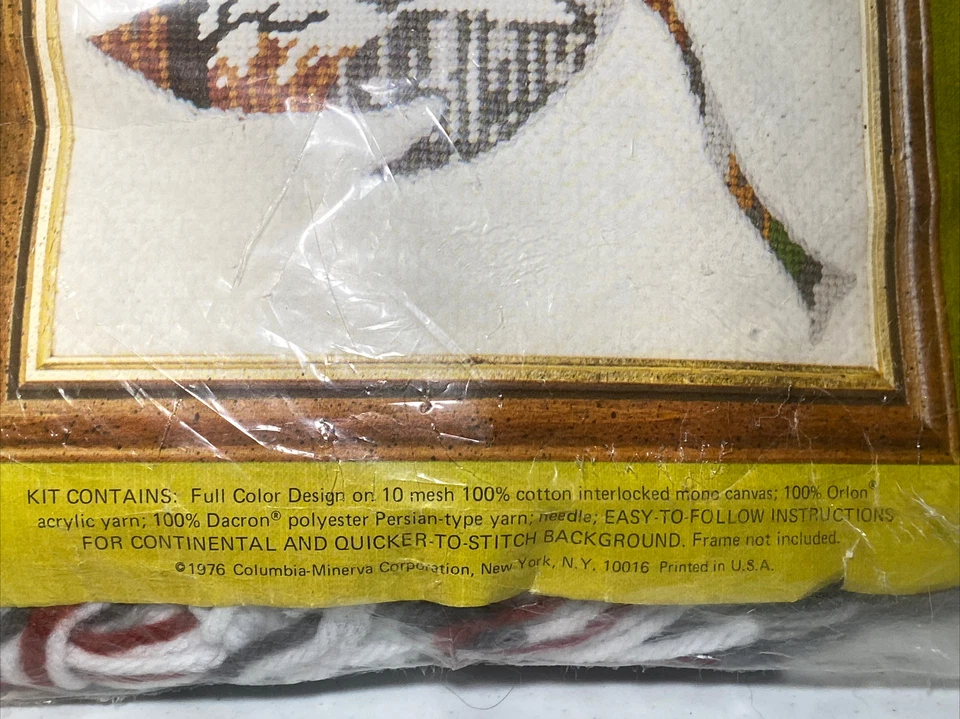 KIT CONTAINS: Full Color Design on 10 mesh 100% cotton interlocked mono canvas; 100% Orlon®
acrylic yarn; 100% Dacron® polyester Persian-type yarn; needle; EASY-TO-FOLLOW INSTRUCTIONS
FOR CONTINENTAL AND QUICKER-TO-STITCH BACKGROUND. Frame not included.
©1976 Columbia-Minerva Corporation, New York, N.Y. 10016 Printed in U.S.A.